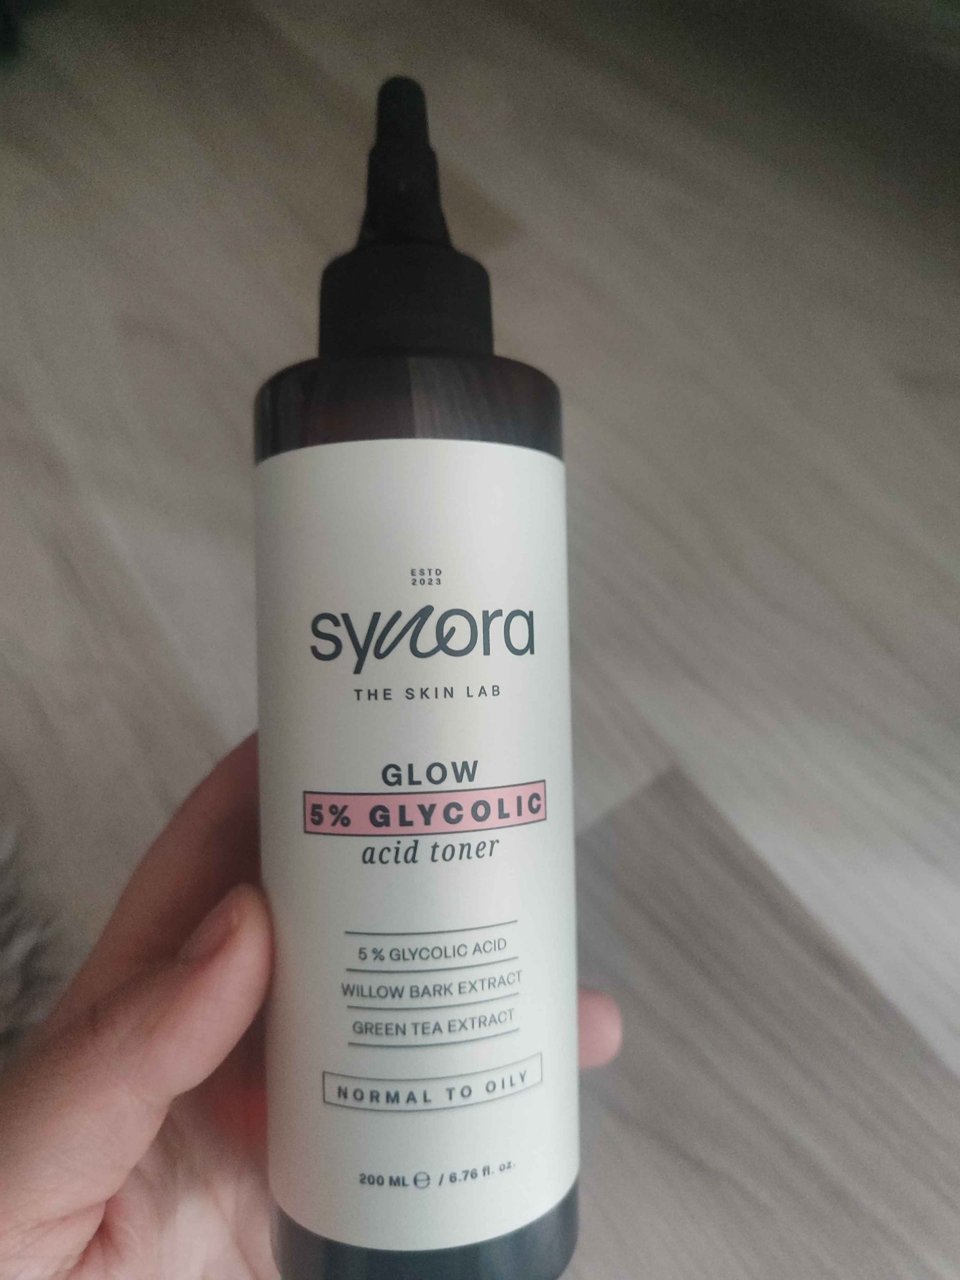 ESTD
2023
synora
THE SKIN LAB
GLOW
5% GLYCOLIC
acid toner
5 % GLYCOLIC ACID
WILLOW BARK EXTRACT
GREEN TEA EXTRACT
NORMAL TO OILY
200 ML ℮ / 6.76 fl. oz.